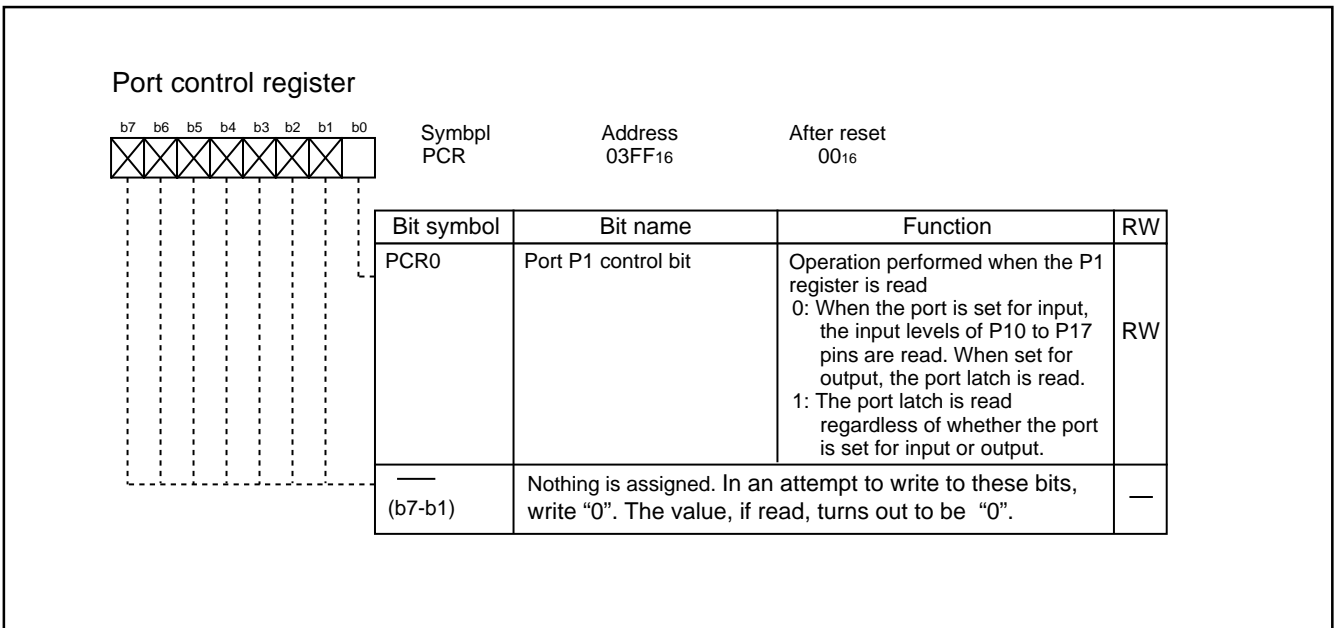 Port control register
b7 b6 b5 b4 b3 b2 b1 b0
Symbpl Address After reset
PCR 03FF16 0016
Bit symbol Bit name Function RW
PCR0 Port P1 control bit Operation performed when the P1
register is read
0: When the port is set for input,
the input levels of P10 to P17
RW
pins are read. When set for
output, the port latch is read.
1: The port latch is read
regardless of whether the port
is set for input or output.
—
(b7-b1)
Nothing is assigned. In an attempt to write to these bits,
write “0”. The value, if read, turns out to be “0”.
—